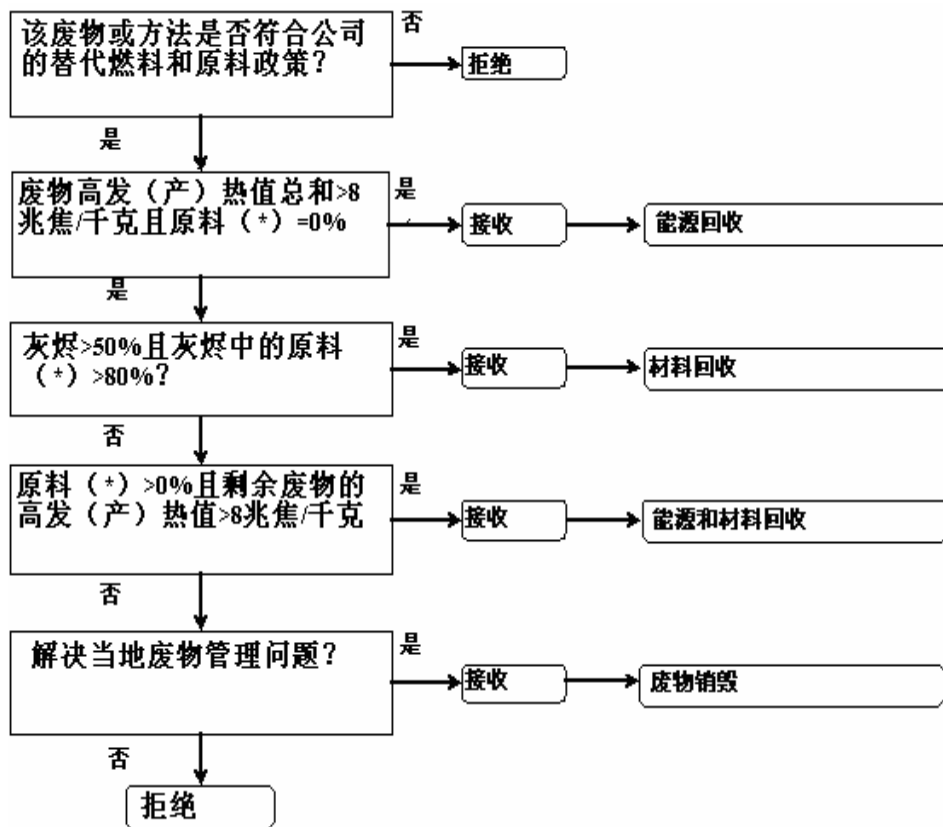 该废物或方法是否符合公司
的替代燃料和原料政策？
否
拒绝
是
废物高发（产）热值总和>8
兆焦/千克且原料（*）=0%
是
接收
能源回收
是
灰烬>50%且灰烬中的原料
（*）>80%？
是
接收
材料回收
否
原料（*）>0%且剩余废物的
高发（产）热值>8兆焦/千克
是
接收
能源和材料回收
否
解决当地废物管理问题？
是
接收
废物销毁
否
拒绝